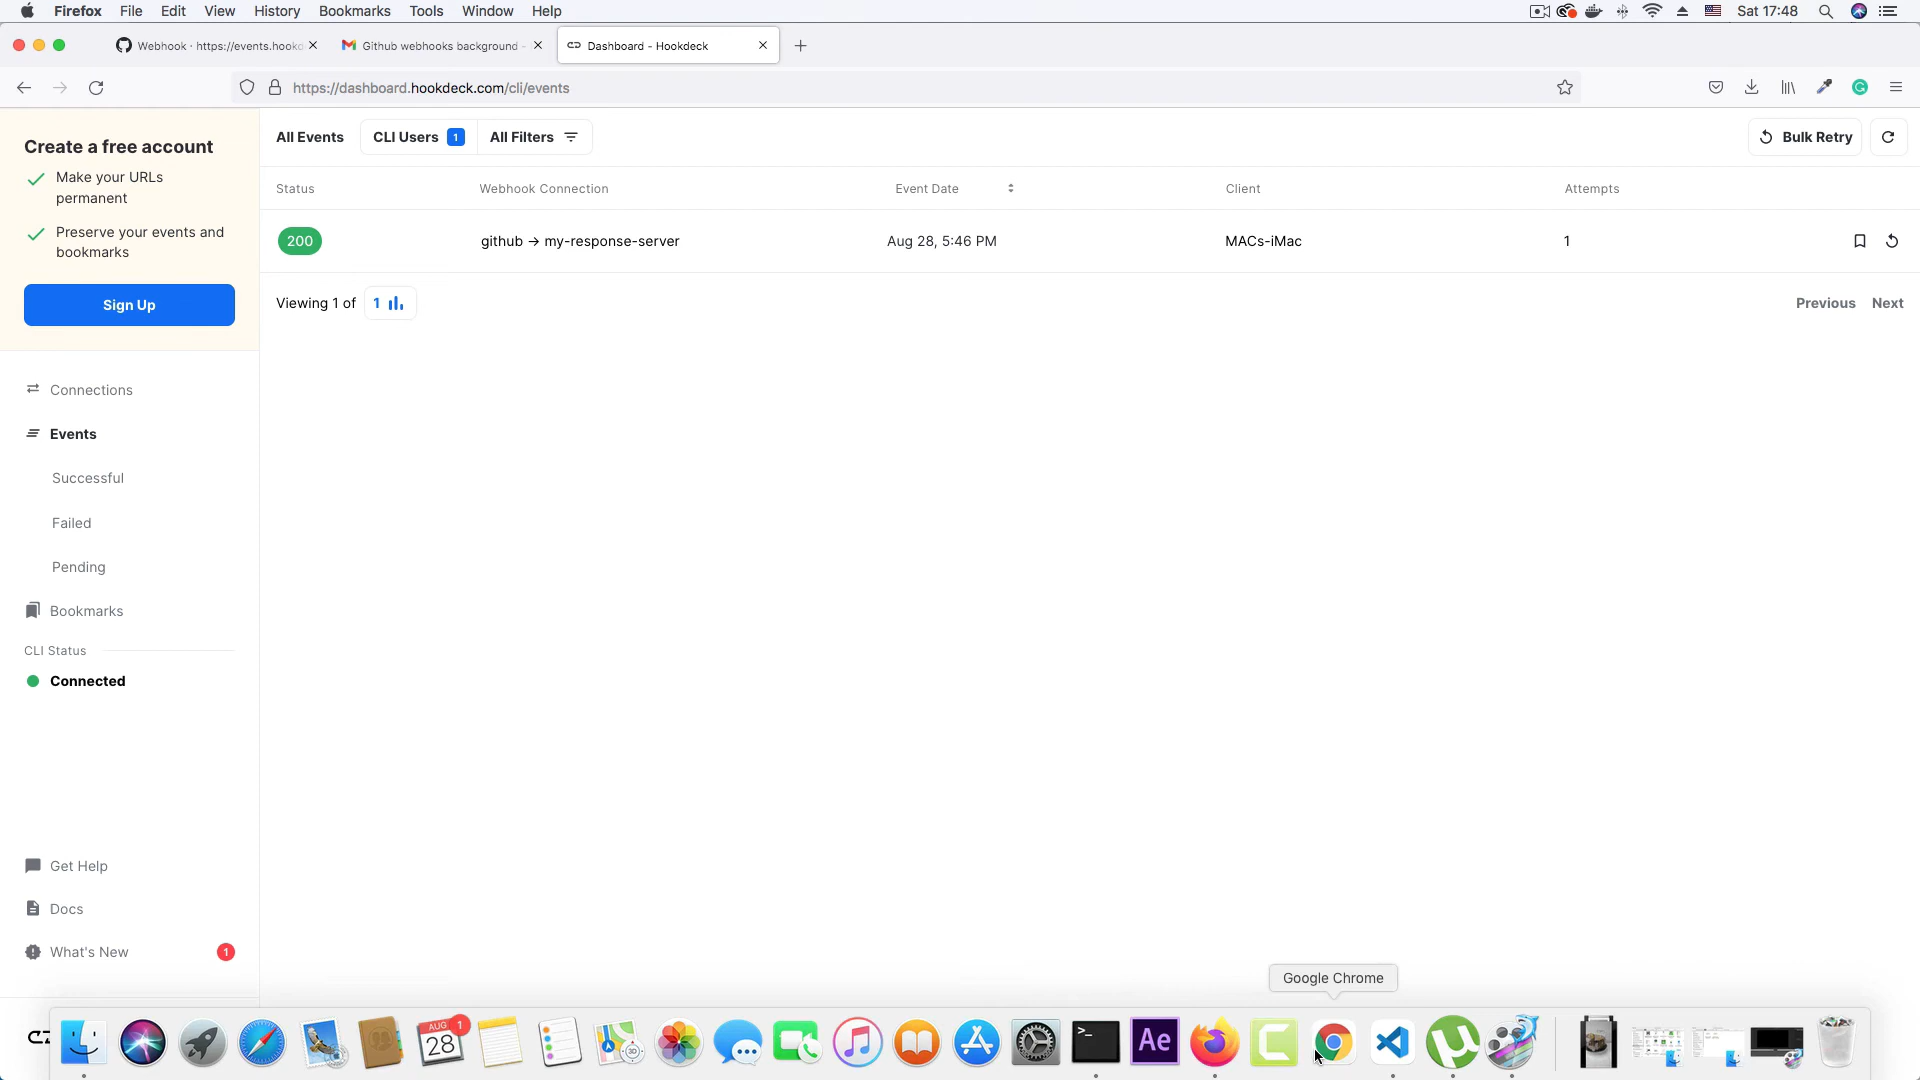 Firefox File Edit View History Bookmarks Tools Window Help Sat 17:48
Webhook · https://events.hookd Github webhooks background - Dashboard - Hookdeck
https://dashboard.hookdeck.com/cli/events
Create a free account
Make your URLs
permanent
Preserve your events and
bookmarks
Sign Up
Connections
Events
Successful
Failed
Pending
Bookmarks
CLI Status
Connected
Get Help
Docs
What's New 1
All Events CLI Users 1 All Filters Bulk Retry
Status Webhook Connection Event Date Client Attempts
200 github → my-response-server Aug 28, 5:46 PM MACs-iMac 1
Viewing 1 of 1 Previous Next
Google Chrome
AUG 28 1
3D
>_
Ae